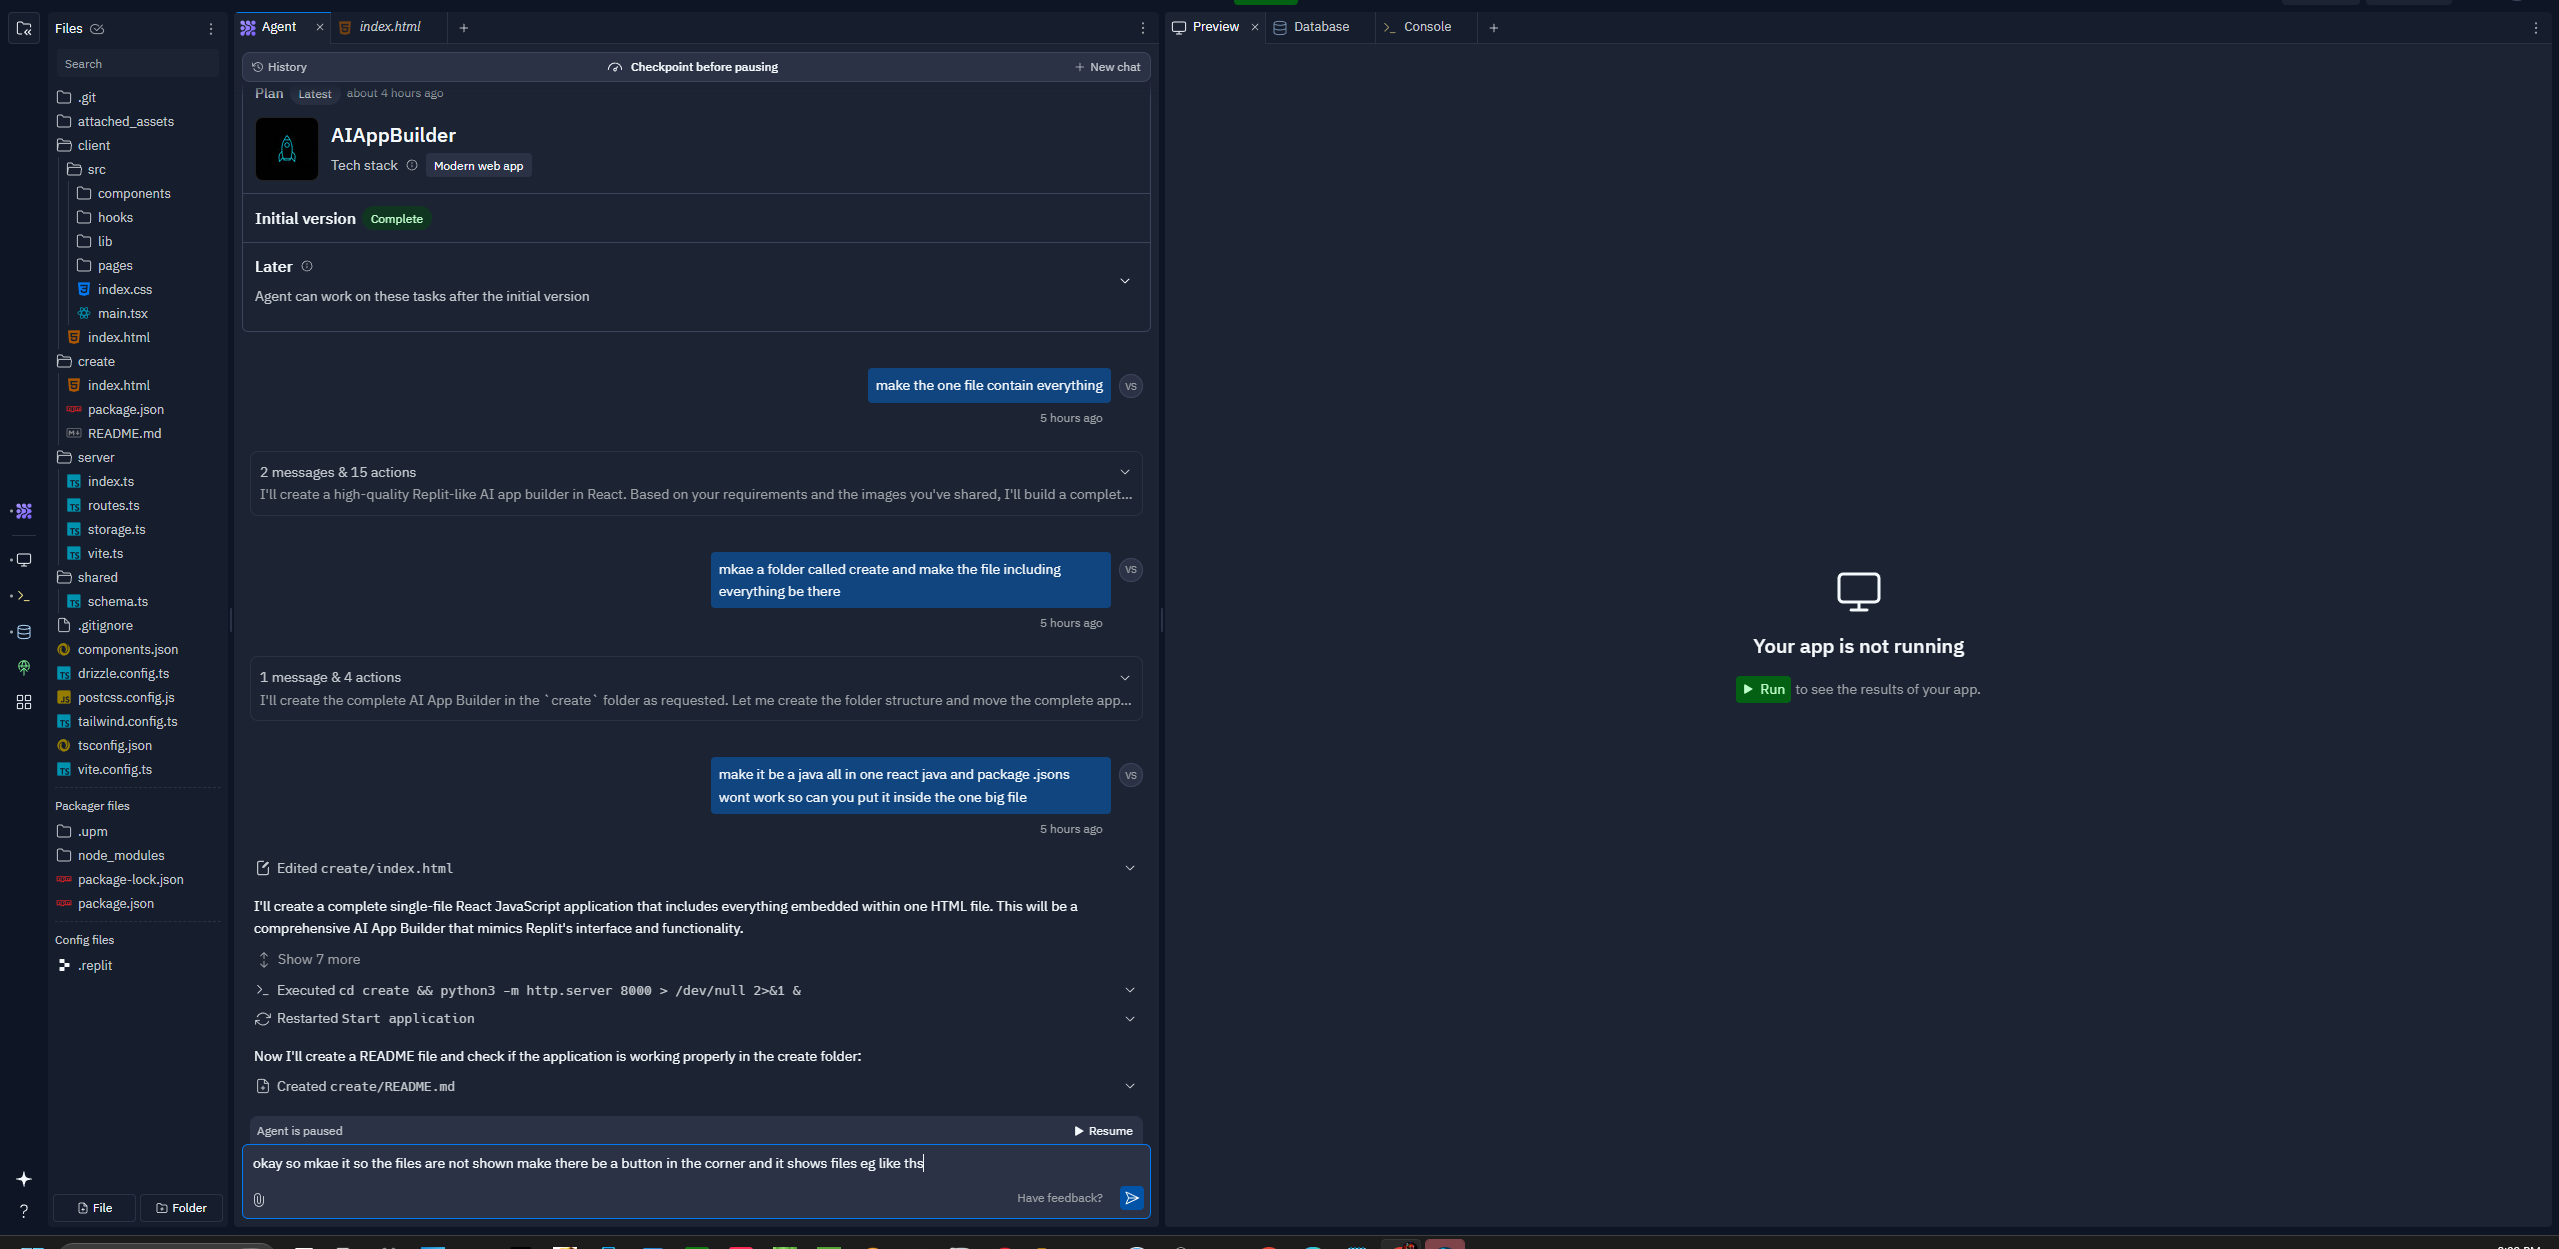 Files
Search
.git
attached_assets
client
src
components
hooks
lib
pages
index.css
main.tsx
index.html
create
index.html
package.json
README.md
server
index.ts
routes.ts
storage.ts
vite.ts
shared
schema.ts
.gitignore
components.json
drizzle.config.ts
postcss.config.js
tailwind.config.ts
tsconfig.json
vite.config.ts
Packager files
.upm
node_modules
package-lock.json
package.json
Config files
.replit
File Folder
Agent index.html
History Checkpoint before pausing New chat
Plan Latest about 4 hours ago
AIAppBuilder
Tech stack Modern web app
Initial version Complete
Later
Agent can work on these tasks after the initial version
make the one file contain everything VS
5 hours ago
2 messages & 15 actions
I'll create a high-quality Replit-like AI app builder in React. Based on your requirements and the images you've shared, I'll build a complet...
mkae a folder called create and make the file including VS
everything be there
5 hours ago
1 message & 4 actions
I'll create the complete AI App Builder in the `create` folder as requested. Let me create the folder structure and move the complete app...
make it be a java all in one react java and package .jsons VS
wont work so can you put it inside the one big file
5 hours ago
Edited create/index.html
I'll create a complete single-file React JavaScript application that includes everything embedded within one HTML file. This will be a
comprehensive AI App Builder that mimics Replit's interface and functionality.
Show 7 more
Executed cd create && python3 -m http.server 8000 > /dev/null 2>&1 &
Restarted Start application
Now I'll create a README file and check if the application is working properly in the create folder:
Created create/README.md
Agent is paused Resume
okay so mkae it so the files are not shown make there be a button in the corner and it shows files eg like ths
Have feedback?
Preview Database Console
Your app is not running
Run to see the results of your app.